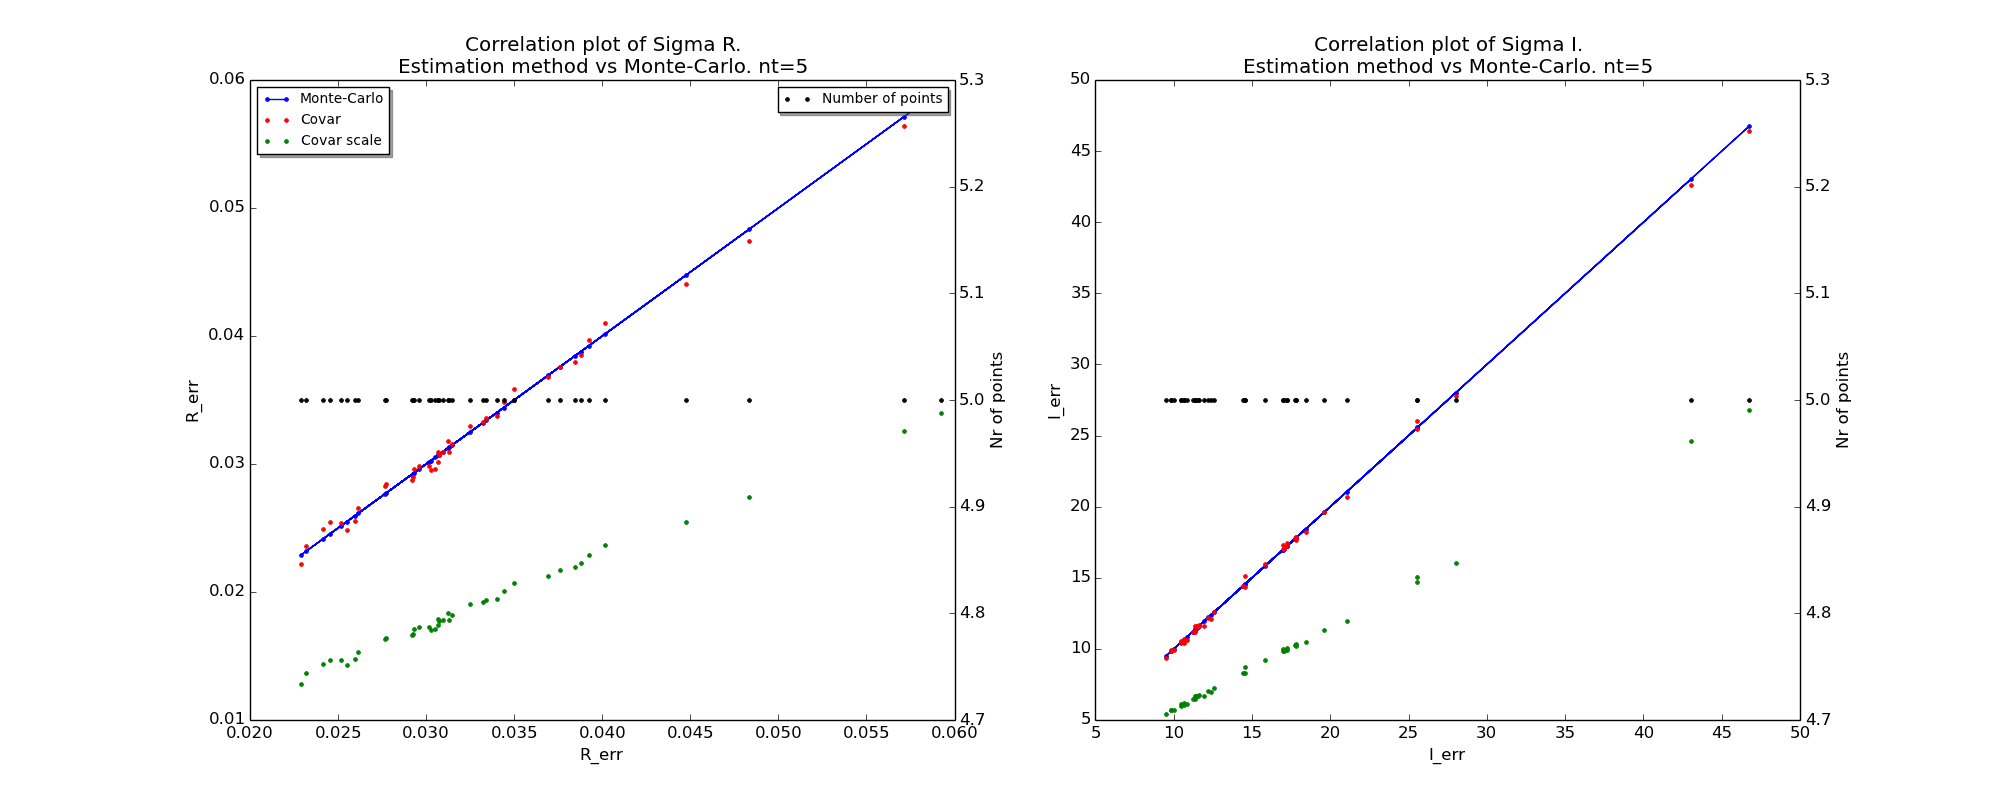 Correlation plot of Sigma R.
Estimation method vs Monte-Carlo. nt=5
Monte-Carlo
Covar
Covar scale
Number of points
0.06
0.05
0.04
0.03
0.02
0.01
R_err
0.020 0.025 0.030 0.035 0.040 0.045 0.050 0.055 0.060
R_err
5.3
5.2
5.1
5.0
4.9
4.8
4.7
Nr of points
Correlation plot of Sigma I.
Estimation method vs Monte-Carlo. nt=5
50
45
40
35
30
25
20
15
10
5
I_err
5 10 15 20 25 30 35 40 45 50
I_err
5.3
5.2
5.1
5.0
4.9
4.8
4.7
Nr of points